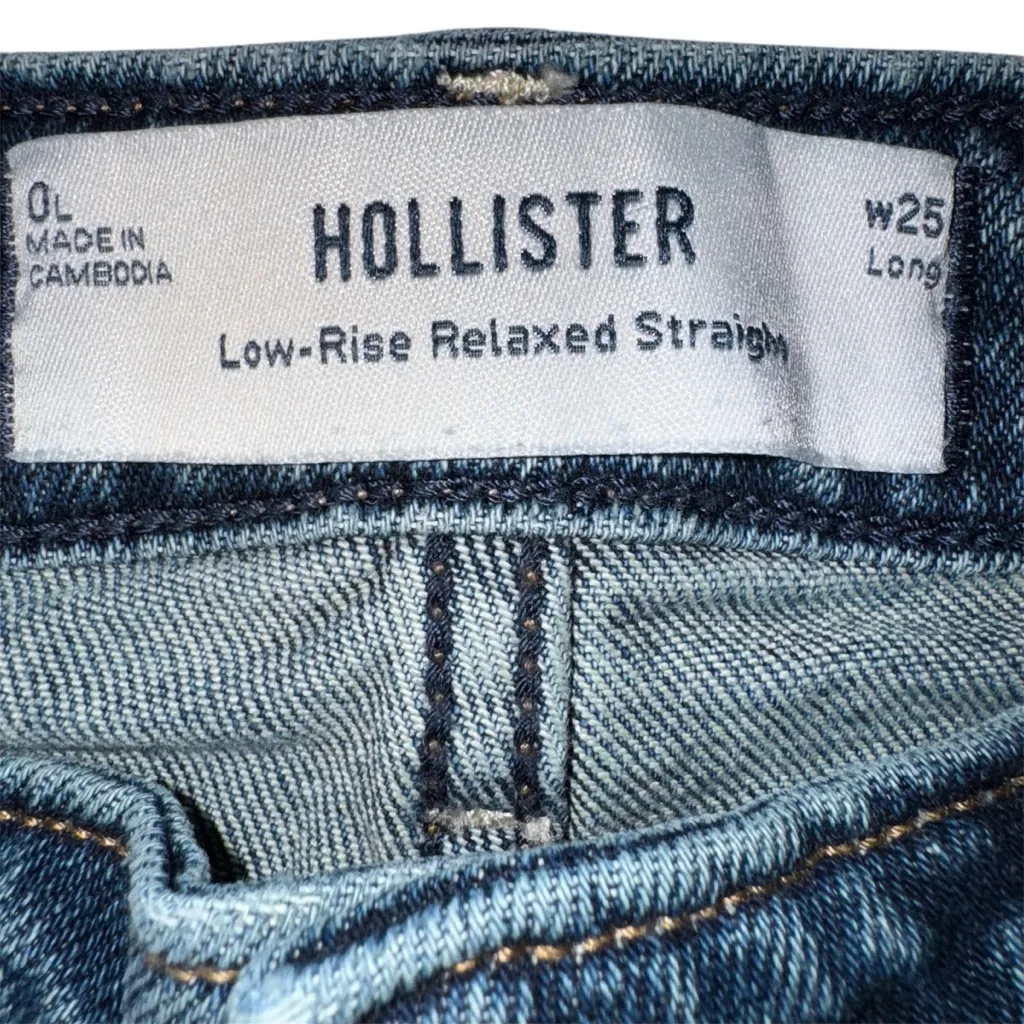 0L
MADE IN
CAMBODIA
HOLLISTER
Low-Rise Relaxed Straight
W25
Long